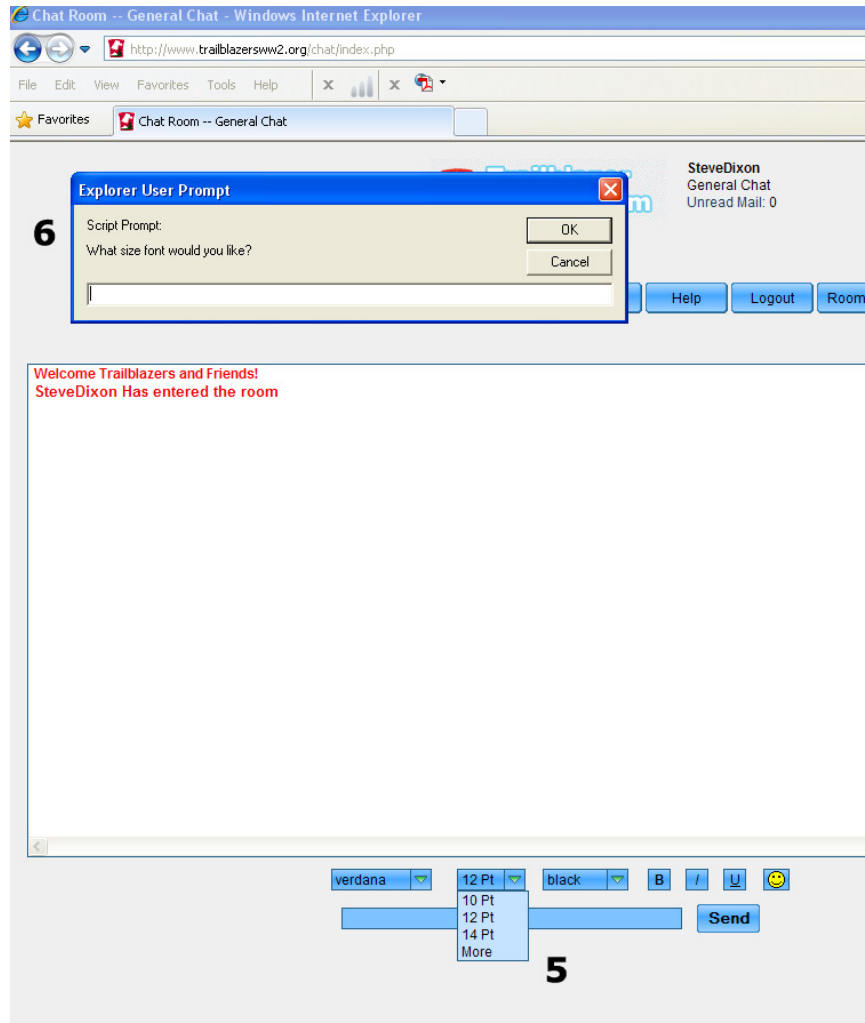 Chat Room -- General Chat - Windows Internet Explorer
http://www.trailblazersww2.org/chat/index.php
File Edit View Favorites Tools Help x x
Favorites Chat Room -- General Chat
SteveDixon
General Chat
Unread Mail: 0
Explorer User Prompt
6
Script Prompt:
What size font would you like?
OK
Cancel
Help Logout Room
Welcome Trailblazers and Friends!
SteveDixon Has entered the room
verdana 12 Pt black B I U
10 Pt
12 Pt
14 Pt
More
Send
5